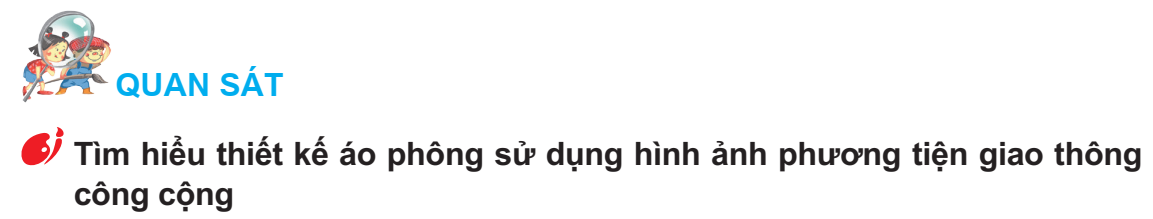 QUAN SÁT
Tìm hiểu thiết kế áo phông sử dụng hình ảnh phương tiện giao thông
công cộng